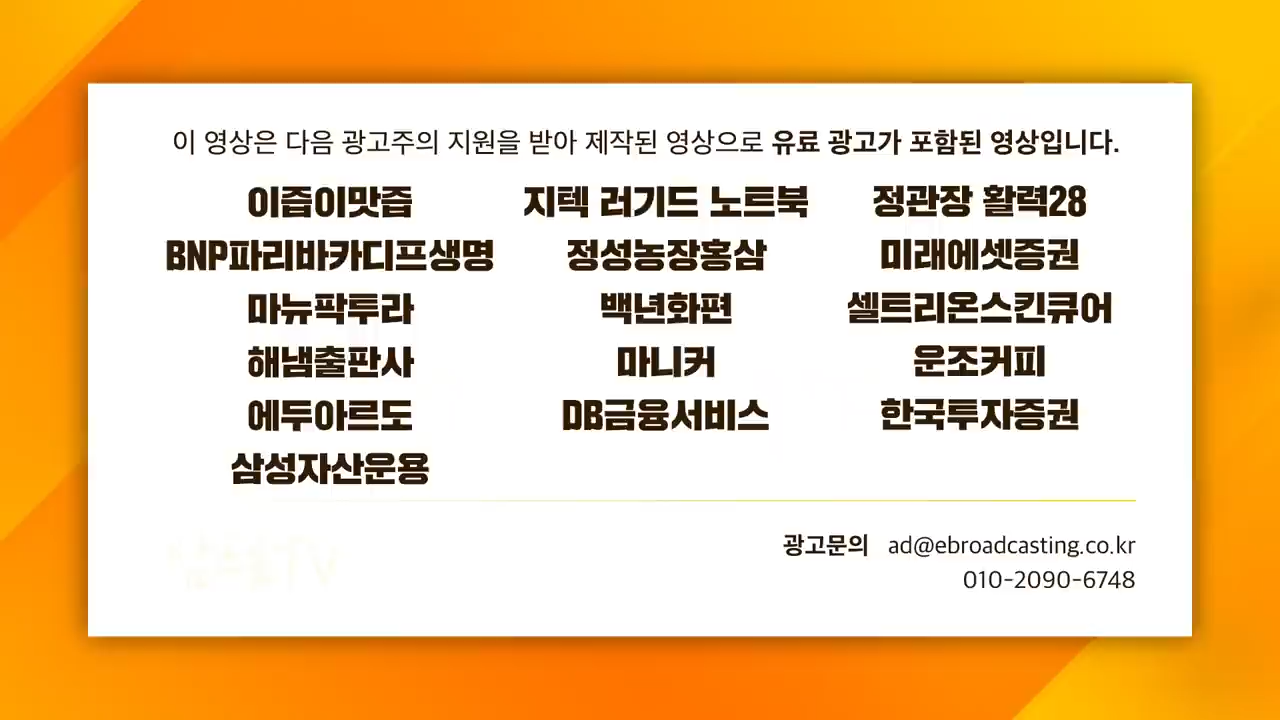 이 영상은 다음 광고주의 지원을 받아 제작된 영상으로 유료 광고가 포함된 영상입니다.
이즙이맛즙 지텍 러기드 노트북 정관장 활력28
BNP파리바카디프생명 정성농장홍삼 미래에셋증권
마뉴팍투라 백년화편 셀트리온스킨큐어
해냄출판사 마니커 운조커피
에두아르도 DB금융서비스 한국투자증권
삼성자산운용
광고문의 ad@ebroadcasting.co.kr
010-2090-6748